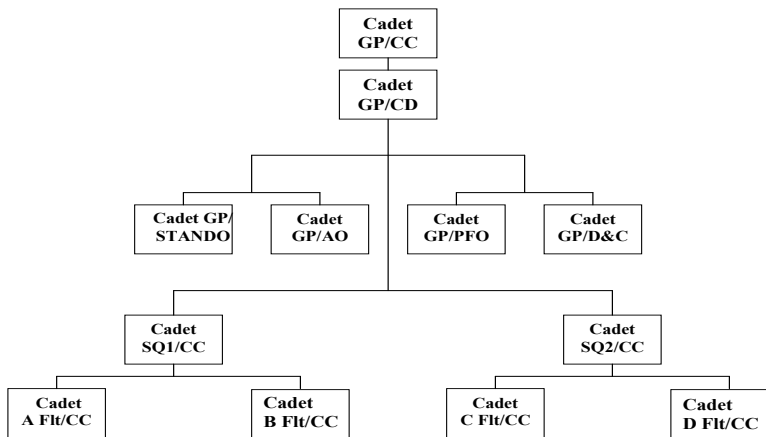 Cadet
GP/CC
Cadet
GP/CD
Cadet GP/
STANDO
Cadet
GP/AO
Cadet
GP/PFO
Cadet
GP/D&C
Cadet
SQ1/CC
Cadet
SQ2/CC
Cadet
A Flt/CC
Cadet
B Flt/CC
Cadet
C Flt/CC
Cadet
D Flt/CC